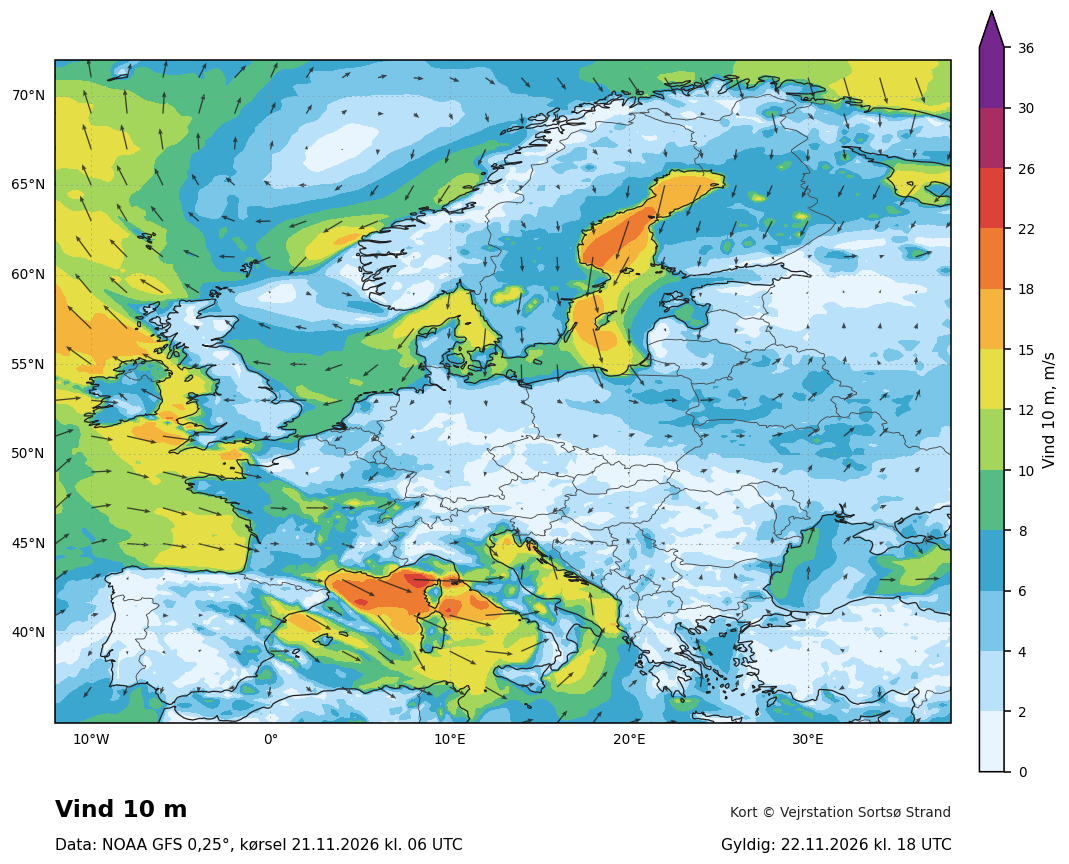 36
30
26
22
18
15
12
10
8
6
4
2
0
Vind 10 m, m/s
70°N
65°N
60°N
55°N
50°N
45°N
40°N
10°W
0°
10°E
20°E
30°E
Vind 10 m
Kort © Vejrstation Sortsø Strand
Data: NOAA GFS 0,25°, kørsel 21.11.2026 kl. 06 UTC
Gyldig: 22.11.2026 kl. 18 UTC